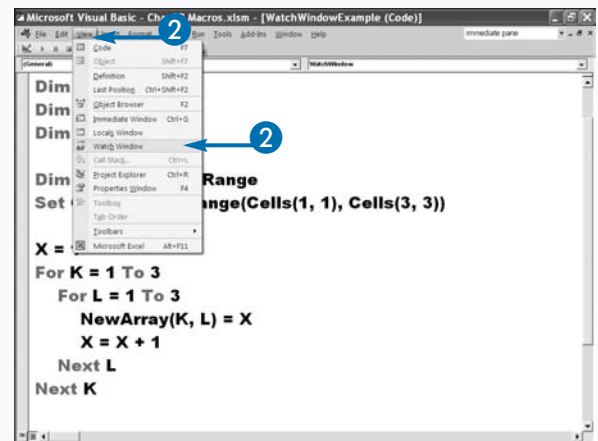 Microsoft Visual Basic - Cha Macros.xlsm - [WatchWindowExample (Code)]
File Edit View Format Run Tools Add-Ins Window Help immediate pane
2
(General) WatchWindow
Code F7
Object Shift+F7
Definition Shift+F2
Last Position Ctrl+Shift+F2
Object Browser F2
Immediate Window Ctrl+G
Locals Window
Watch Window
2
Call Stack... Ctrl+L
Project Explorer Ctrl+R
Properties Window F4
Toolbox
Tab Order
Toolbars
Microsoft Excel Alt+F11
Dim
Dim
Dim
Dim Range
Set nge(Cells(1, 1), Cells(3, 3))
X =
For K = 1 To 3
For L = 1 To 3
NewArray(K, L) = X
X = X + 1
Next L
Next K